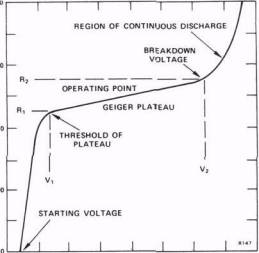 REGION OF CONTINUOUS DISCHARGE
BREAKDOWN
VOLTAGE
R2
OPERATING POINT
GEIGER PLATEAU
R1
THRESHOLD OF
PLATEAU
V1
V2
STARTING VOLTAGE